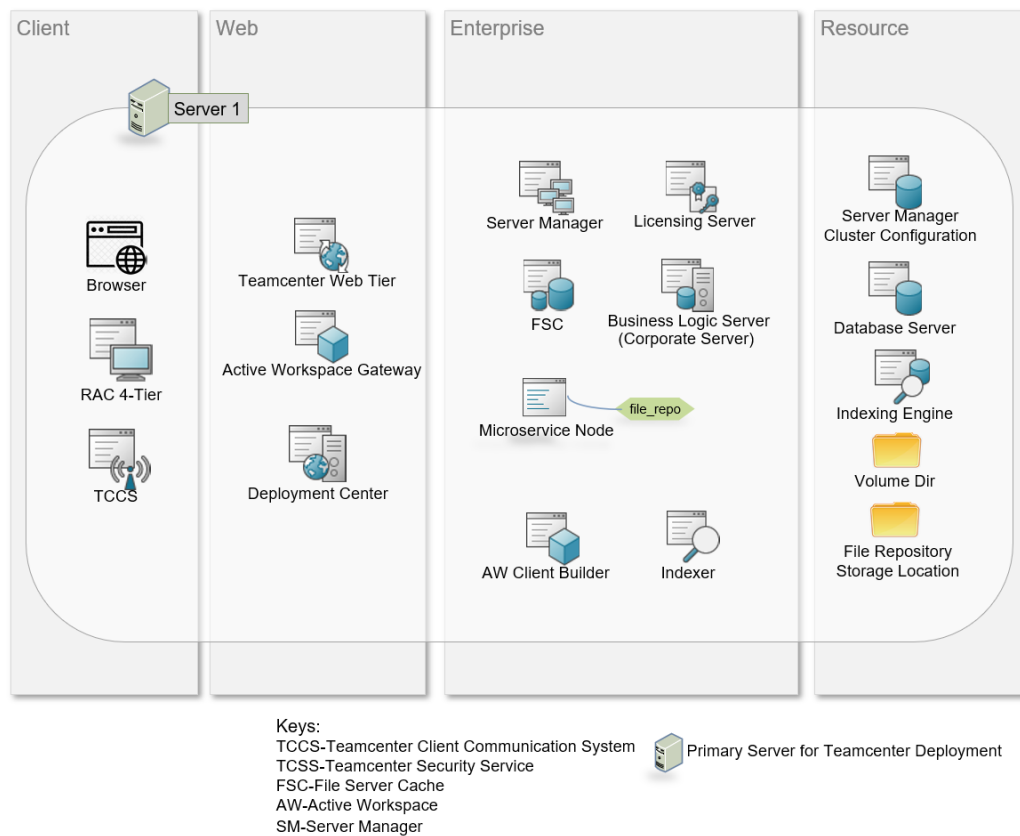 Client
Web
Enterprise
Resource
Server 1
Browser
RAC 4-Tier
TCCS
Teamcenter Web Tier
Active Workspace Gateway
Deployment Center
Server Manager
Licensing Server
FSC
Business Logic Server
(Corporate Server)
Microservice Node
file_repo
AW Client Builder
Indexer
Server Manager
Cluster Configuration
Database Server
Indexing Engine
Volume Dir
File Repository
Storage Location
Keys:
TCCS-Teamcenter Client Communication System
TCSS-Teamcenter Security Service
FSC-File Server Cache
AW-Active Workspace
SM-Server Manager
Primary Server for Teamcenter Deployment